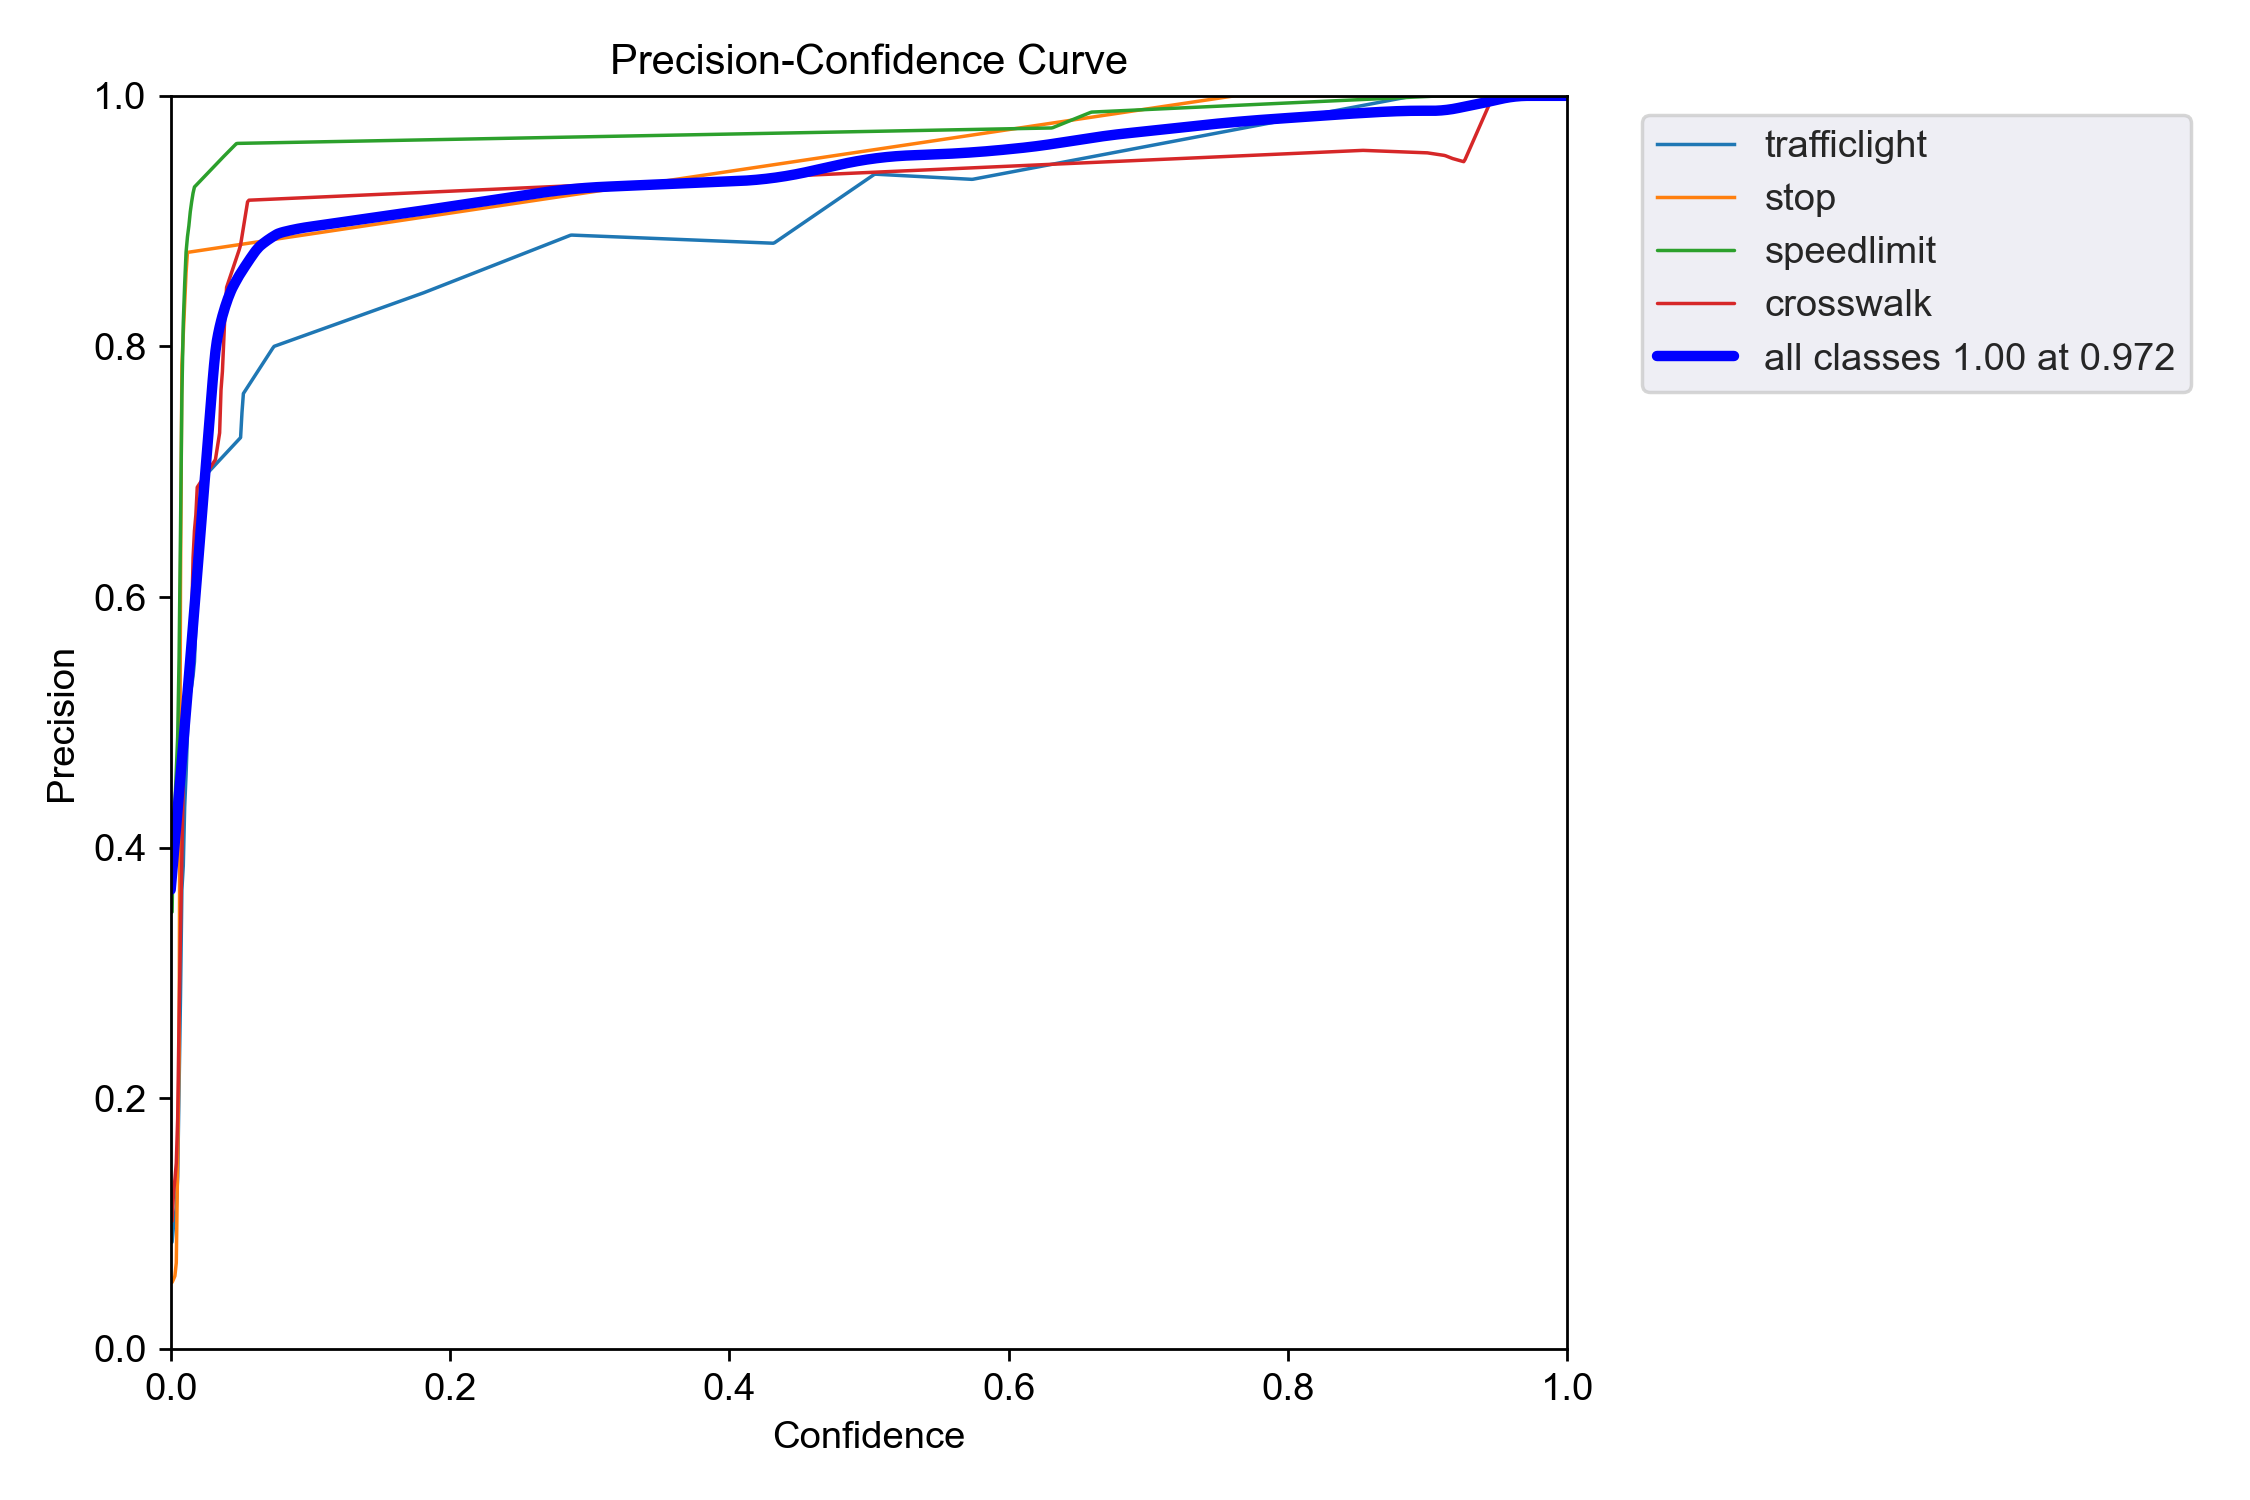 Precision-Confidence Curve
1.0
0.8
0.6
0.4
0.2
0.0
Precision
0.0 0.2 0.4 0.6 0.8 1.0
Confidence
trafficlight
stop
speedlimit
crosswalk
all classes 1.00 at 0.972